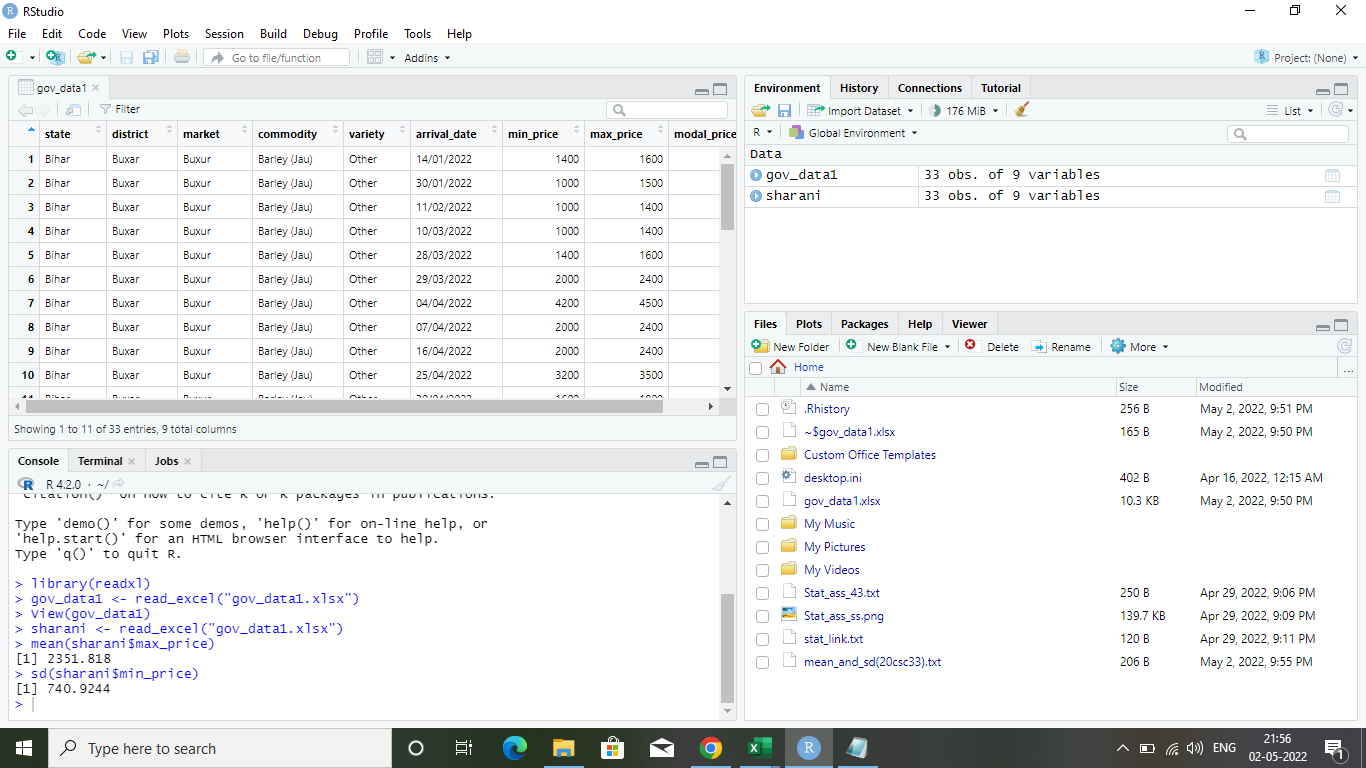 RStudio
File Edit Code View Plots Session Build Debug Profile Tools Help
Go to file/function Addins Project: (None)
gov_data1
Filter
state district market commodity variety arrival_date min_price max_price modal_price
1 Bihar Buxar Buxur Barley (Jau) Other 14/01/2022 1400 1600
2 Bihar Buxar Buxur Barley (Jau) Other 30/01/2022 1000 1500
3 Bihar Buxar Buxur Barley (Jau) Other 11/02/2022 1000 1400
4 Bihar Buxar Buxur Barley (Jau) Other 10/03/2022 1000 1400
5 Bihar Buxar Buxur Barley (Jau) Other 28/03/2022 1400 1600
6 Bihar Buxar Buxur Barley (Jau) Other 29/03/2022 2000 2400
7 Bihar Buxar Buxur Barley (Jau) Other 04/04/2022 4200 4500
8 Bihar Buxar Buxur Barley (Jau) Other 07/04/2022 2000 2400
9 Bihar Buxar Buxur Barley (Jau) Other 16/04/2022 2000 2400
10 Bihar Buxar Buxur Barley (Jau) Other 25/04/2022 3200 3500
Showing 1 to 11 of 33 entries, 9 total columns
Console Terminal Jobs
R 4.2.0 · ~/
'citation()' on how to cite R or R packages in publications.
Type 'demo()' for some demos, 'help()' for on-line help, or
'help.start()' for an HTML browser interface to help.
Type 'q()' to quit R.
> library(readxl)
> gov_data1 <- read_excel("gov_data1.xlsx")
> View(gov_data1)
> sharani <- read_excel("gov_data1.xlsx")
> mean(sharani$max_price)
[1] 2351.818
> sd(sharani$min_price)
[1] 740.9244
>
Environment History Connections Tutorial
Import Dataset 176 MiB List
R Global Environment
Data
gov_data1 33 obs. of 9 variables
sharani 33 obs. of 9 variables
Files Plots Packages Help Viewer
New Folder New Blank File Delete Rename More
Home ...
Name Size Modified
.Rhistory 256 B May 2, 2022, 9:51 PM
~$gov_data1.xlsx 165 B May 2, 2022, 9:50 PM
Custom Office Templates
desktop.ini 402 B Apr 16, 2022, 12:15 AM
gov_data1.xlsx 10.3 KB May 2, 2022, 9:50 PM
My Music
My Pictures
My Videos
Stat_ass_43.txt 250 B Apr 29, 2022, 9:06 PM
Stat_ass_ss.png 139.7 KB Apr 29, 2022, 9:09 PM
stat_link.txt 120 B Apr 29, 2022, 9:11 PM
mean_and_sd(20csc33).txt 206 B May 2, 2022, 9:55 PM
Type here to search
ENG
21:56
02-05-2022
1